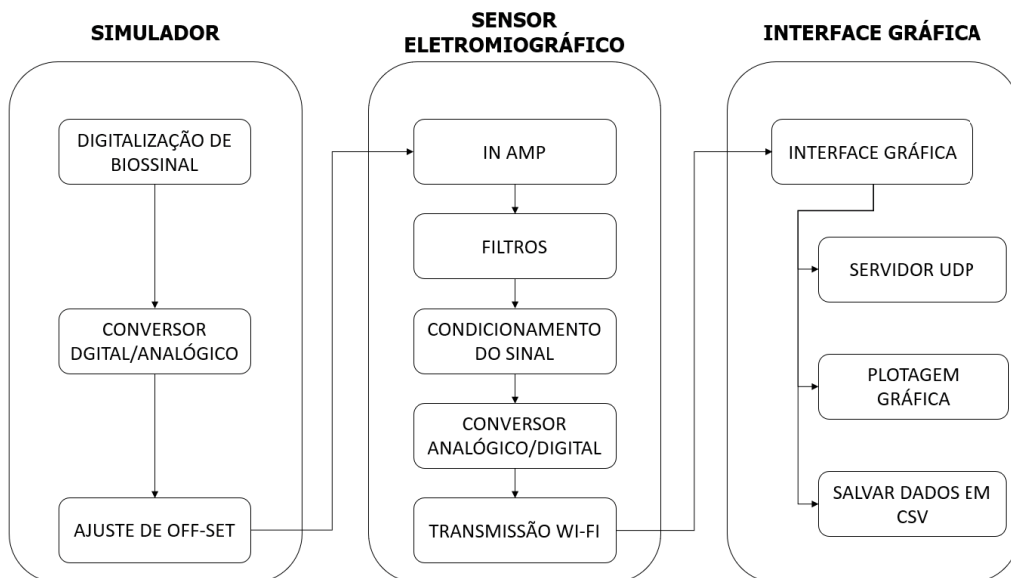 SIMULADOR
DIGITALIZAÇÃO DE
BIOSSINAL
CONVERSOR
DGITAL/ANALÓGICO
AJUSTE DE OFF-SET
SENSOR
ELETROMIOGRÁFICO
IN AMP
FILTROS
CONDICIONAMENTO
DO SINAL
CONVERSOR
ANALÓGICO/DIGITAL
TRANSMISSÃO WI-FI
INTERFACE GRÁFICA
INTERFACE GRÁFICA
SERVIDOR UDP
PLOTAGEM
GRÁFICA
SALVAR DADOS EM
CSV